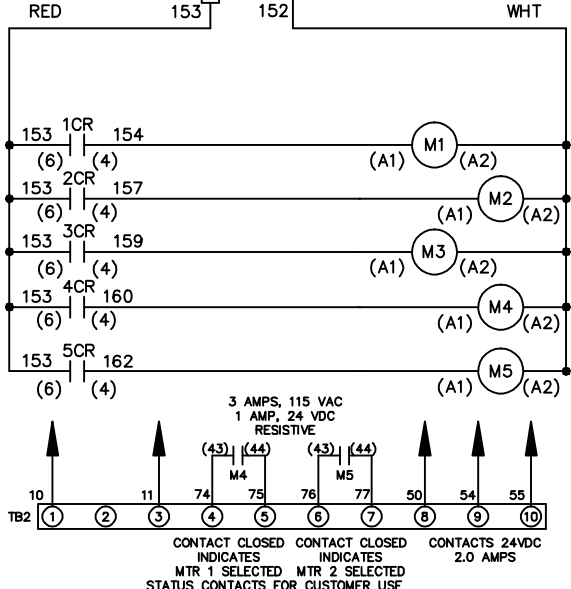 RED 153 152 WHT
1CR
153 154 M1
(6) (4) (A1) (A2)
2CR
153 157 M2
(6) (4) (A1) (A2)
3CR
153 159 M3
(6) (4) (A1) (A2)
4CR
153 160 M4
(6) (4) (A1) (A2)
5CR
153 162 M5
(6) (4) (A1) (A2)
3 AMPS, 115 VAC
1 AMP, 24 VDC
RESISTIVE
(43) (44) (43) (44)
M4 M5
10 11 74 75 76 77 50 54 55
TB2 1 2 3 4 5 6 7 8 9 10
CONTACT CLOSED CONTACT CLOSED CONTACTS 24VDC
INDICATES INDICATES 2.0 AMPS
MTR 1 SELECTED MTR 2 SELECTED
STATUS CONTACTS FOR CUSTOMER USE